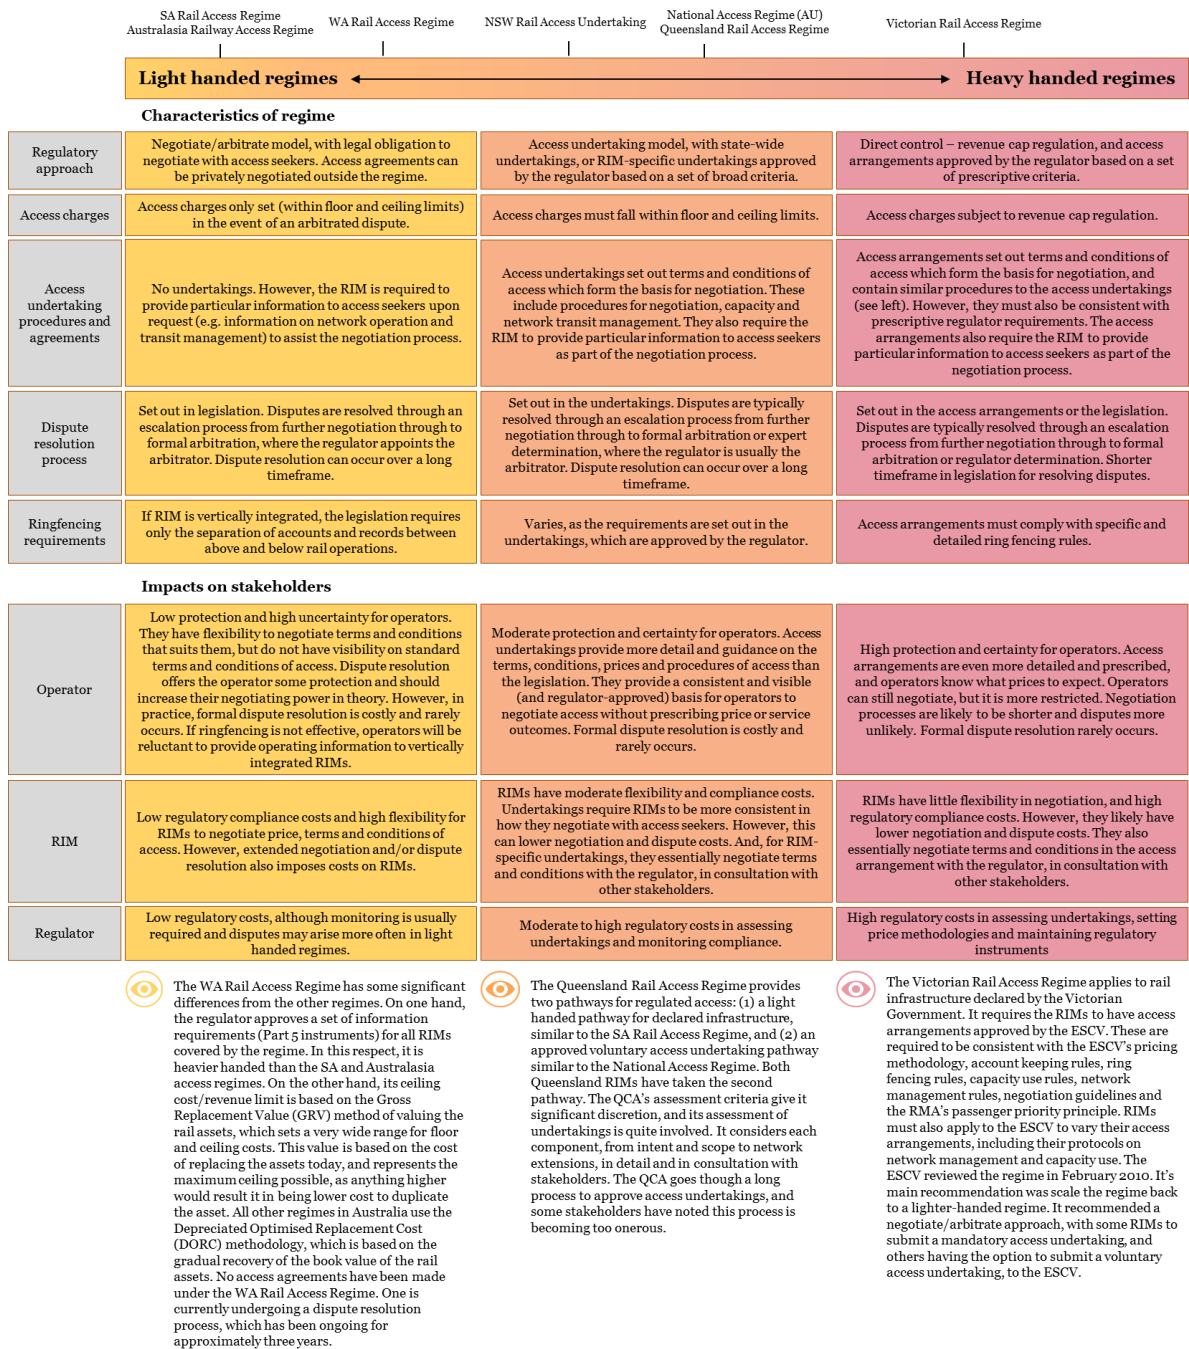 SA Rail Access Regime
Australasia Railway Access Regime
WA Rail Access Regime
NSW Rail Access Undertaking
National Access Regime (AU)
Queensland Rail Access Regime
Victorian Rail Access Regime
Light handed regimes
Heavy handed regimes
Characteristics of regime
Regulatory
approach
Negotiate/arbitrate model, with legal obligation to
negotiate with access seekers. Access agreements can
be privately negotiated outside the regime.
Access undertaking model, with state-wide
undertakings, or RIM-specific undertakings approved
by the regulator based on a set of broad criteria.
Direct control – revenue cap regulation, and access
arrangements approved by the regulator based on a set
of prescriptive criteria.
Access charges
Access charges only set (within floor and ceiling limits)
in the event of an arbitrated dispute.
Access charges must fall within floor and ceiling limits.
Access charges subject to revenue cap regulation.
Access
undertaking
procedures and
agreements
No undertakings. However, the RIM is required to
provide particular information to access seekers upon
request (e.g. information on network operation and
transit management) to assist the negotiation process.
Access undertakings set out terms and conditions of
access which form the basis for negotiation. These
include procedures for negotiation, capacity and
network transit management. They also require the
RIM to provide particular information to access seekers
as part of the negotiation process.
Access arrangements set out terms and conditions of
access which form the basis for negotiation, and
contain similar procedures to the access undertakings
(see left). However, they must also be consistent with
prescriptive regulator requirements. The access
arrangements also require the RIM to provide
particular information to access seekers as part of the
negotiation process.
Dispute
resolution
process
Set out in legislation. Disputes are resolved through an
escalation process from further negotiation through to
formal arbitration, where the regulator appoints the
arbitrator. Dispute resolution can occur over a long
timeframe.
Set out in the undertakings. Disputes are typically
resolved through an escalation process from further
negotiation through to formal arbitration or expert
determination, where the regulator is usually the
arbitrator. Dispute resolution can occur over a long
timeframe.
Set out in the access arrangements or the legislation.
Disputes are typically resolved through an escalation
process from further negotiation through to formal
arbitration or regulator determination. Shorter
timeframe in legislation for resolving disputes.
Ringfencing
requirements
If RIM is vertically integrated, the legislation requires
only the separation of accounts and records between
above and below rail operations.
Varies, as the requirements are set out in the
undertakings, which are approved by the regulator.
Access arrangements must comply with specific and
detailed ring fencing rules.
Impacts on stakeholders
Operator
Low protection and high uncertainty for operators.
They have flexibility to negotiate terms and conditions
that suits them, but do not have visibility on standard
terms and conditions of access. Dispute resolution
offers the operator some protection and should
increase their negotiating power in theory. However, in
practice, formal dispute resolution is costly and rarely
occurs. If ringfencing is not effective, operators will be
reluctant to provide operating information to vertically
integrated RIMs.
Moderate protection and certainty for operators. Access
undertakings provide more detail and guidance on the
terms, conditions, prices and procedures of access than
the legislation. They provide a consistent and visible
(and regulator-approved) basis for operators to
negotiate access without prescribing price or service
outcomes. Formal dispute resolution is costly and
rarely occurs.
High protection and certainty for operators. Access
arrangements are even more detailed and prescribed,
and operators know what prices to expect. Operators
can still negotiate, but it is more restricted. Negotiation
processes are likely to be shorter and disputes more
unlikely. Formal dispute resolution rarely occurs.
RIM
Low regulatory compliance costs and high flexibility for
RIMs to negotiate price, terms and conditions of
access. However, extended negotiation and/or dispute
resolution also imposes costs on RIMs.
RIMs have moderate flexibility and compliance costs.
Undertakings require RIMs to be more consistent in
how they negotiate with access seekers. However, this
can lower negotiation and dispute costs. And, for RIM-
specific undertakings, they essentially negotiate terms
and conditions with the regulator, in consultation with
other stakeholders.
RIMs have little flexibility in negotiation, and high
regulatory compliance costs. However, they likely have
lower negotiation and dispute costs. They also
essentially negotiate terms and conditions in the access
arrangement with the regulator, in consultation with
other stakeholders.
Regulator
Low regulatory costs, although monitoring is usually
required and disputes may arise more often in light
handed regimes.
Moderate to high regulatory costs in assessing
undertakings and monitoring compliance.
High regulatory costs in assessing undertakings, setting
price methodologies and maintaining regulatory
instruments
The WA Rail Access Regime has some significant
differences from the other regimes. On one hand,
the regulator approves a set of information
requirements (Part 5 instruments) for all RIMs
covered by the regime. In this respect, it is
heavier handed than the SA and Australasia
access regimes. On the other hand, its ceiling
cost/revenue limit is based on the Gross
Replacement Value (GRV) method of valuing the
rail assets, which sets a very wide range for floor
and ceiling costs. This value is based on the cost
of replacing the assets today, and represents the
maximum ceiling possible, as anything higher
would result it in being lower cost to duplicate
the asset. All other regimes in Australia use the
Depreciated Optimised Replacement Cost
(DORC) methodology, which is based on the
gradual recovery of the book value of the rail
assets. No access agreements have been made
under the WA Rail Access Regime. One is
currently undergoing a dispute resolution
process, which has been ongoing for
approximately three years.
The Queensland Rail Access Regime provides
two pathways for regulated access: (1) a light
handed pathway for declared infrastructure,
similar to the SA Rail Access Regime, and (2) an
approved voluntary access undertaking pathway
similar to the National Access Regime. Both
Queensland RIMs have taken the second
pathway. The QCA's assessment criteria give it
significant discretion, and its assessment of
undertakings is quite involved. It considers each
component, from intent and scope to network
extensions, in detail and in consultation with
stakeholders. The QCA goes though a long
process to approve access undertakings, and
some stakeholders have noted this process is
becoming too onerous.
The Victorian Rail Access Regime applies to rail
infrastructure declared by the Victorian
Government. It requires the RIMs to have access
arrangements approved by the ESCV. These are
required to be consistent with the ESCV's pricing
methodology, account keeping rules, ring
fencing rules, capacity use rules, network
management rules, negotiation guidelines and
the RMA's passenger priority principle. RIMs
must also apply to the ESCV to vary their access
arrangements, including their protocols on
network management and capacity use. The
ESCV reviewed the regime in February 2010. It's
main recommendation was scale the regime back
to a lighter-handed regime. It recommended a
negotiate/arbitrate approach, with some RIMs to
submit a mandatory access undertaking, and
others having the option to submit a voluntary
access undertaking, to the ESCV.